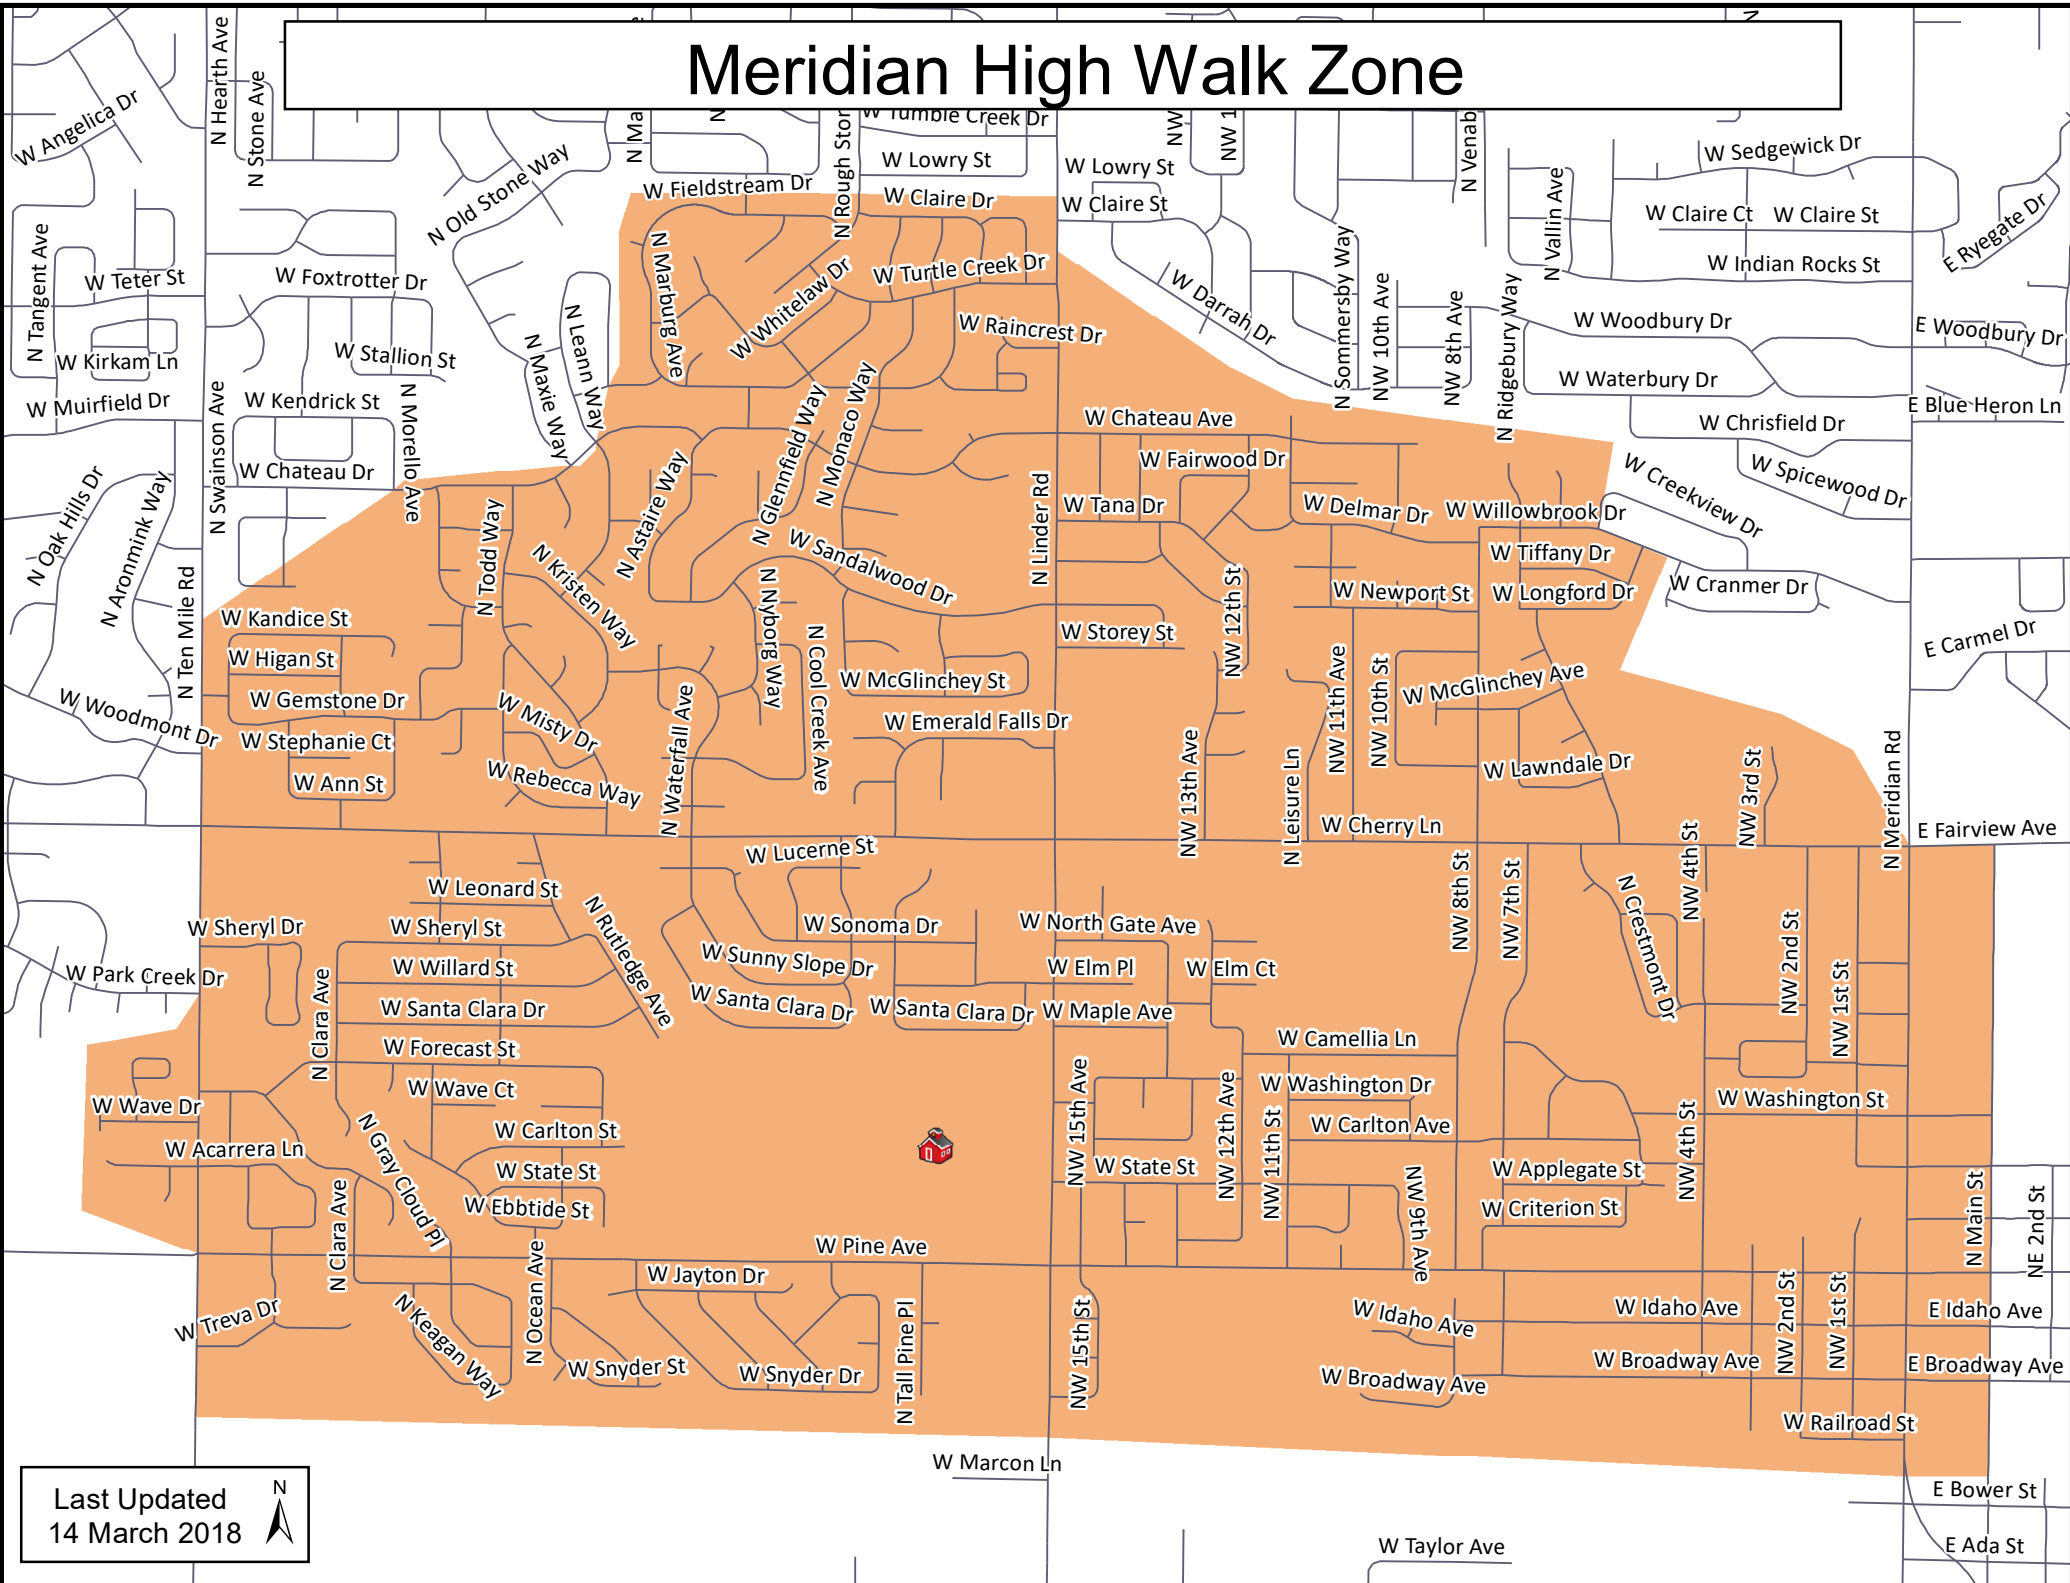 Meridian High Walk Zone
N Hearth Ave
N Stone Ave
W Angelica Dr
N Old Stone Way
W Tumble Creek Dr
W Lowry St
W Lowry St
W Fieldstream Dr
W Claire Dr
W Claire St
W Sedgewick Dr
W Claire Ct
W Claire St
E Ryegate Dr
N Vallin Ave
N Tangent Ave
W Teter St
W Foxtrotter Dr
N Marburg Ave
W Whitelaw Dr
W Turtle Creek Dr
W Darrah Dr
N Sommersby Way
NW 10th Ave
NW 8th Ave
N Ridgebury Way
W Indian Rocks St
W Woodbury Dr
E Woodbury Dr
W Raincrest Dr
N Leann Way
N Maxie Way
W Stallion St
W Kirkam Ln
W Muirfield Dr
N Swainson Ave
W Kendrick St
N Morello Ave
W Waterbury Dr
E Blue Heron Ln
W Chrisfield Dr
W Chateau Ave
N Glennfield Way
N Monaco Way
W Fairwood Dr
W Chateau Dr
N Oak Hills Dr
N Aronmink Way
N Astaire Way
N Linder Rd
W Tana Dr
W Delmar Dr
W Willowbrook Dr
W Creekview Dr
W Spicewood Dr
N Todd Way
N Kristen Way
W Sandalwood Dr
W Tiffany Dr
W Longford Dr
W Newport St
W Cranmer Dr
NW 12th St
N Nyborg Way
N Cool Creek Ave
W Storey St
W Kandice St
W Higan St
W Gemstone Dr
N Ten Mile Rd
W Woodmont Dr
W Stephanie Ct
W Ann St
W Misty Dr
W Rebecca Way
N Waterfall Ave
W McGlinchey St
W Emerald Falls Dr
NW 11th Ave
NW 10th St
W McGlinchey Ave
E Carmel Dr
NW 13th Ave
N Leisure Ln
W Cherry Ln
W Lawndale Dr
NW 3rd St
N Meridian Rd
E Fairview Ave
W Lucerne St
NW 8th St
NW 7th St
NW 4th St
N Crestmont Dr
W Leonard St
N Rutledge Ave
W Sheryl Dr
W Sheryl St
W Sonoma Dr
W North Gate Ave
NW 2nd St
W Park Creek Dr
W Willard St
W Sunny Slope Dr
W Elm Pl
W Elm Ct
NW 1st St
N Clara Ave
W Santa Clara Dr
W Santa Clara Dr
W Santa Clara Dr
W Maple Ave
W Forecast St
W Camellia Ln
W Wave Ct
NW 15th Ave
W Washington Dr
W Washington St
W Wave Dr
N Gray Cloud Pl
W Carlton St
NW 12th Ave
NW 11th St
W Carlton Ave
NW 4th St
W Acarrera Ln
W State St
W State St
W Applegate St
N Clara Ave
W Ebbtide St
NW 9th Ave
W Criterion St
N Main St
NE 2nd St
N Ocean Ave
W Pine Ave
W Jayton Dr
W Treva Dr
N Keagan Way
N Tall Pine Pl
NW 15th St
W Idaho Ave
W Idaho Ave
NW 2nd St
NW 1st St
E Idaho Ave
W Snyder St
W Snyder Dr
W Broadway Ave
W Broadway Ave
E Broadway Ave
W Railroad St
W Marcon Ln
E Bower St
W Taylor Ave
E Ada St
Last Updated
14 March 2018
N